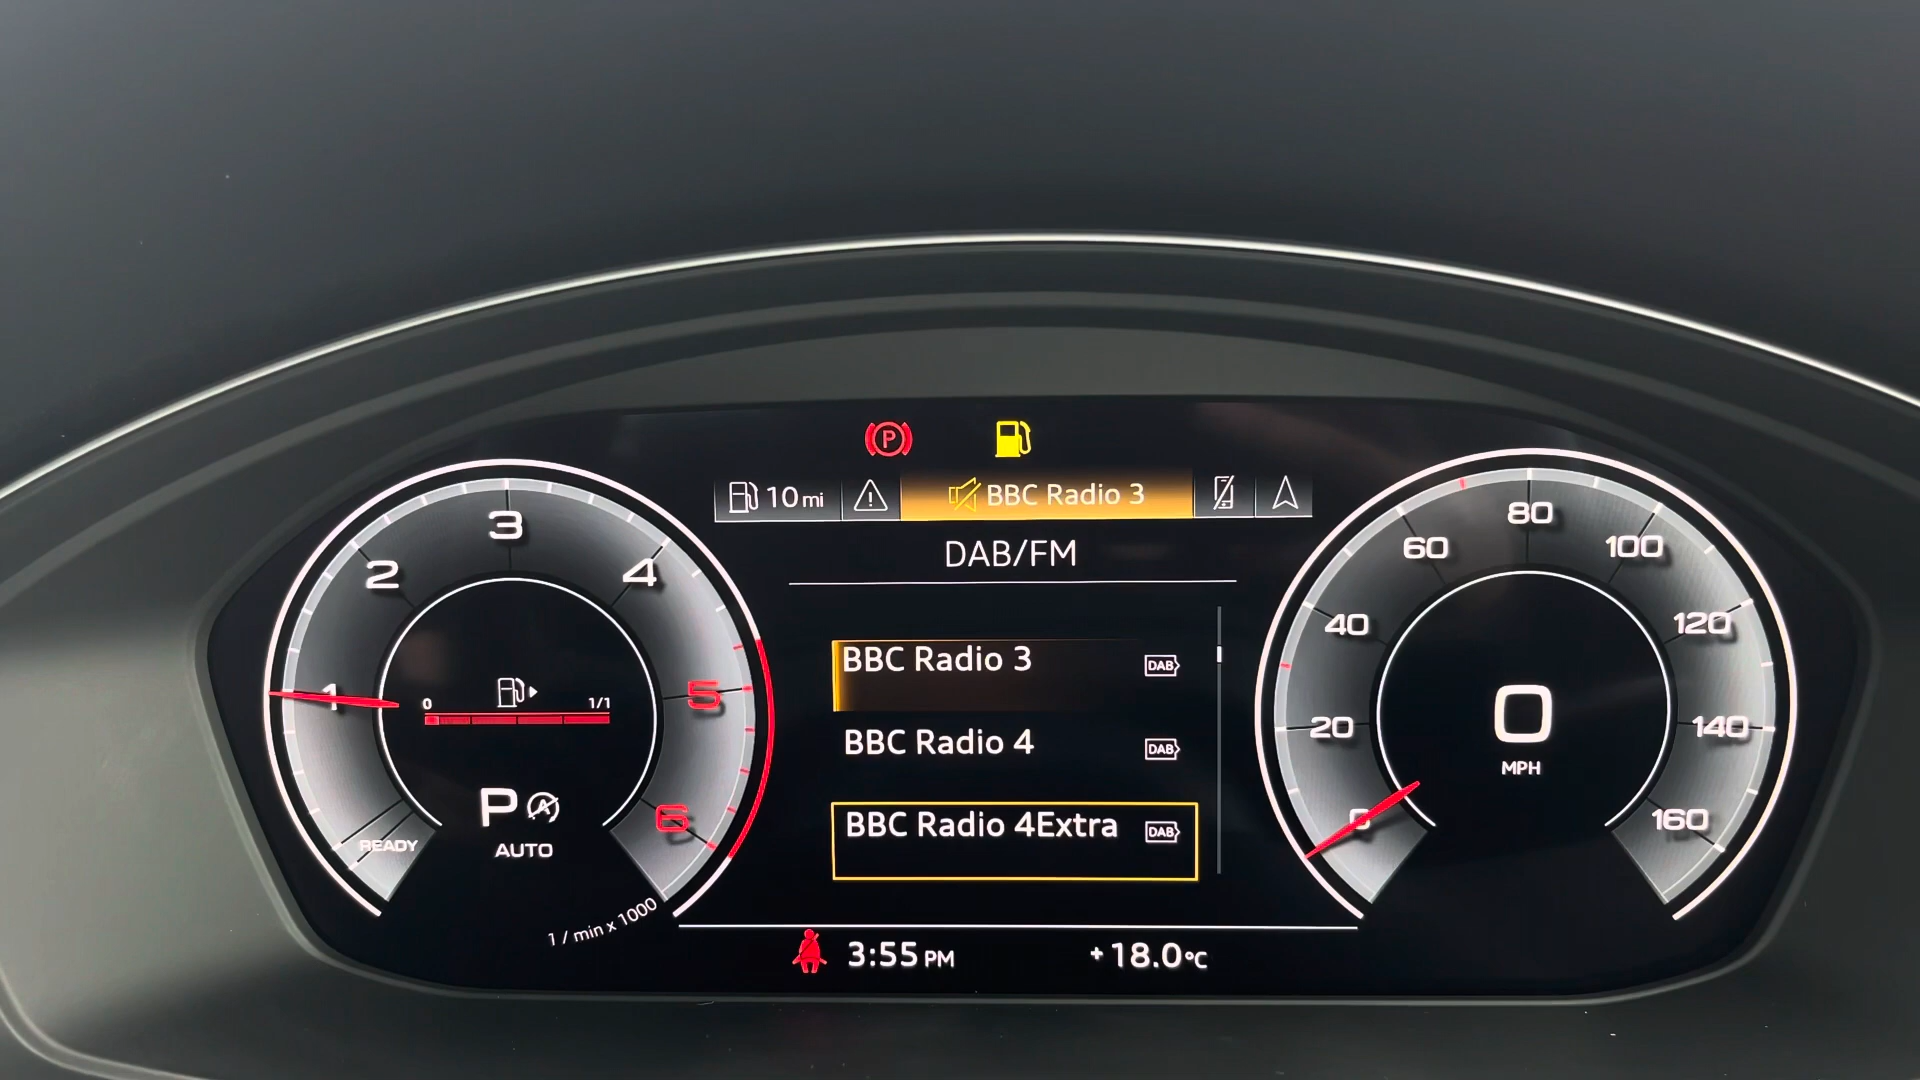 P
10 mi
BBC Radio 3
DAB/FM
BBC Radio 3 DAB
BBC Radio 4 DAB
BBC Radio 4Extra DAB
3:55 PM
+18.0°C
READY
1
2
3
4
5
6
0 1/1
P A
AUTO
1 / min x 1000
0
20
40
60
80
100
120
140
160
0
MPH